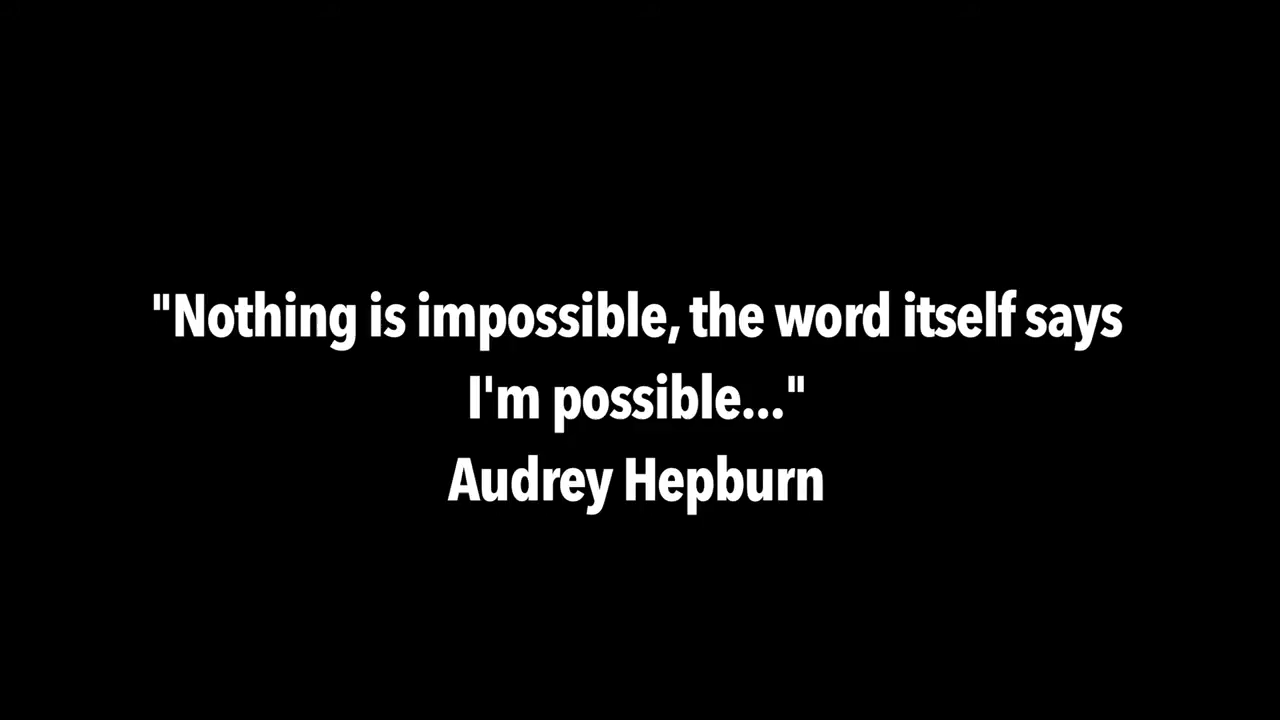 "Nothing is impossible, the word itself says
I'm possible..."
Audrey Hepburn